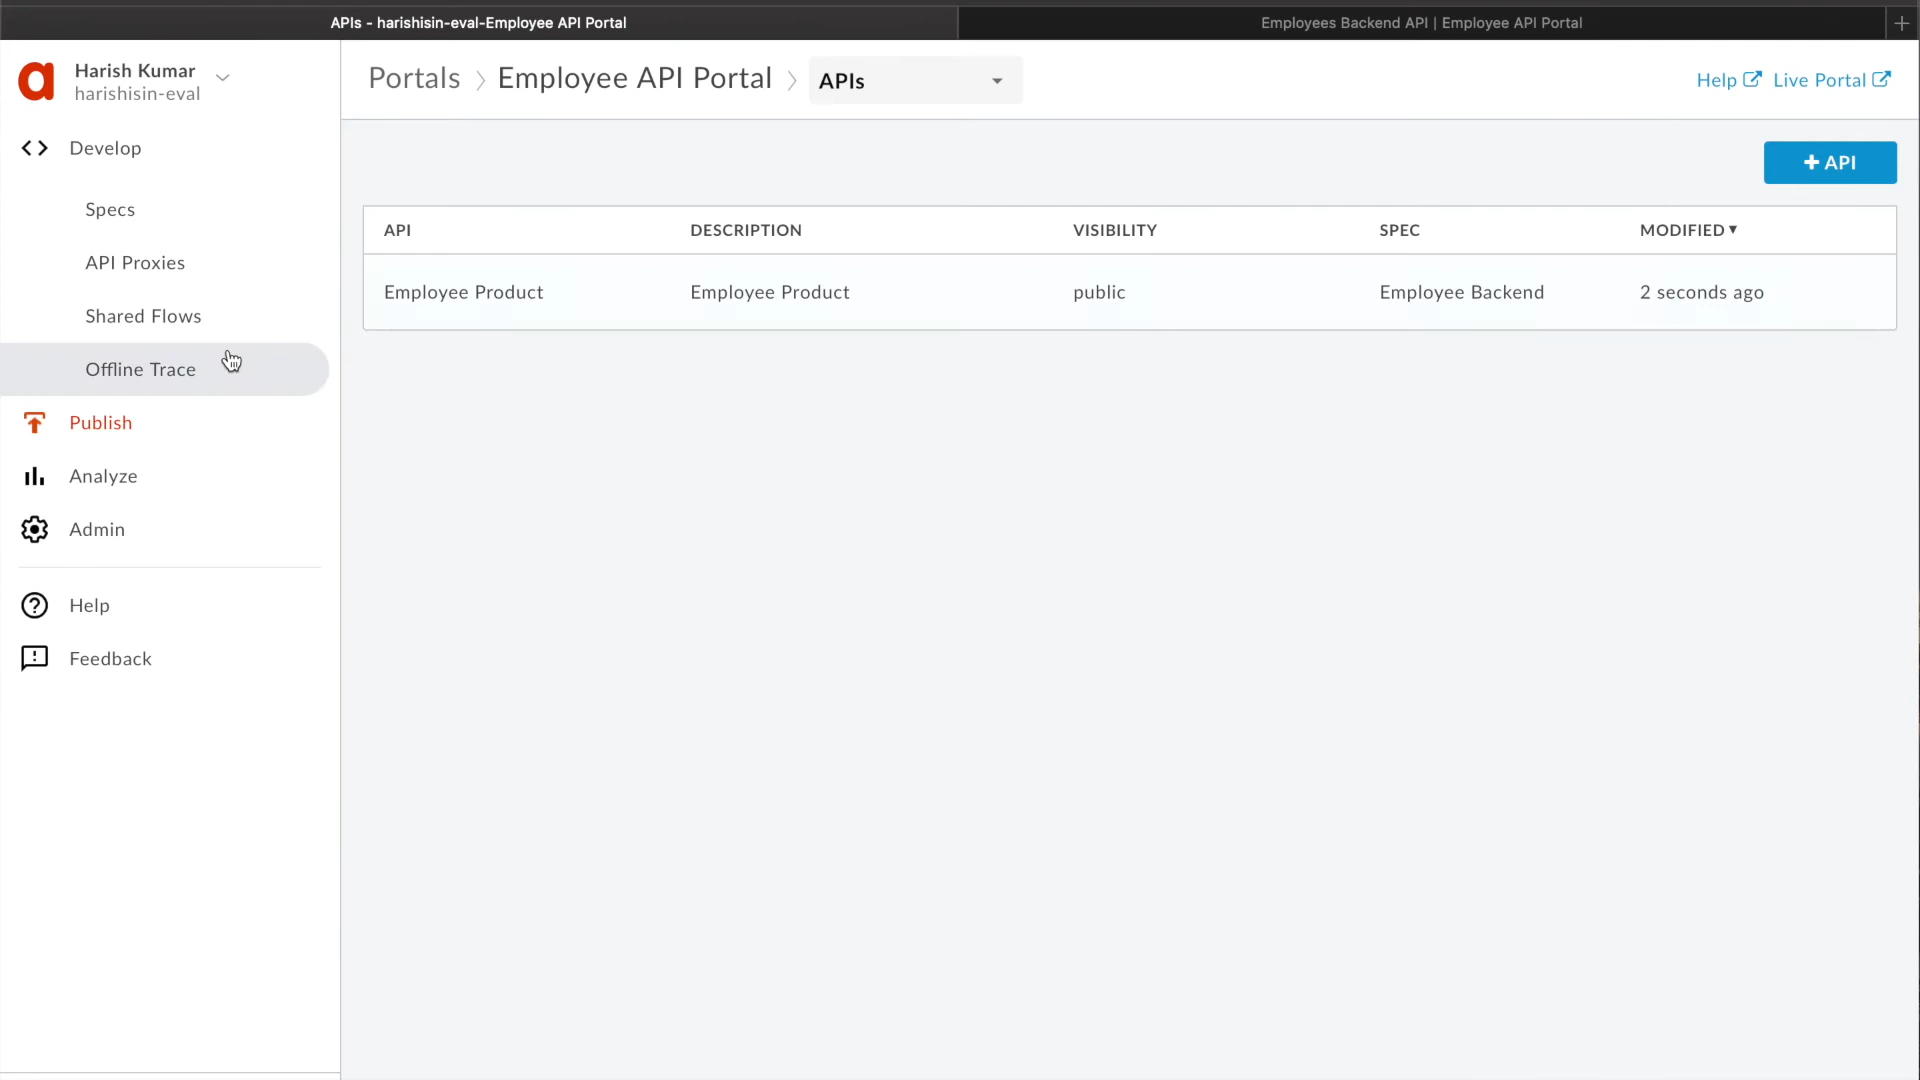 APIs - harishisin-eval-Employee API Portal
Employees Backend API | Employee API Portal
Harish Kumar
harishisin-eval
Portals
Employee API Portal
APIs
Help
Live Portal
Develop
Specs
API Proxies
Shared Flows
Offline Trace
Publish
Analyze
Admin
Help
Feedback
+ API
API DESCRIPTION VISIBILITY SPEC MODIFIED▼
Employee Product Employee Product public Employee Backend 2 seconds ago